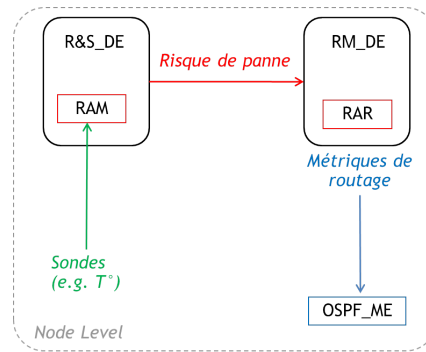 R&S_DE
RM_DE
Risque de panne
RAM
RAR
Métriques de
routage
Sondes
(e.g. T°)
OSPF_ME
Node Level